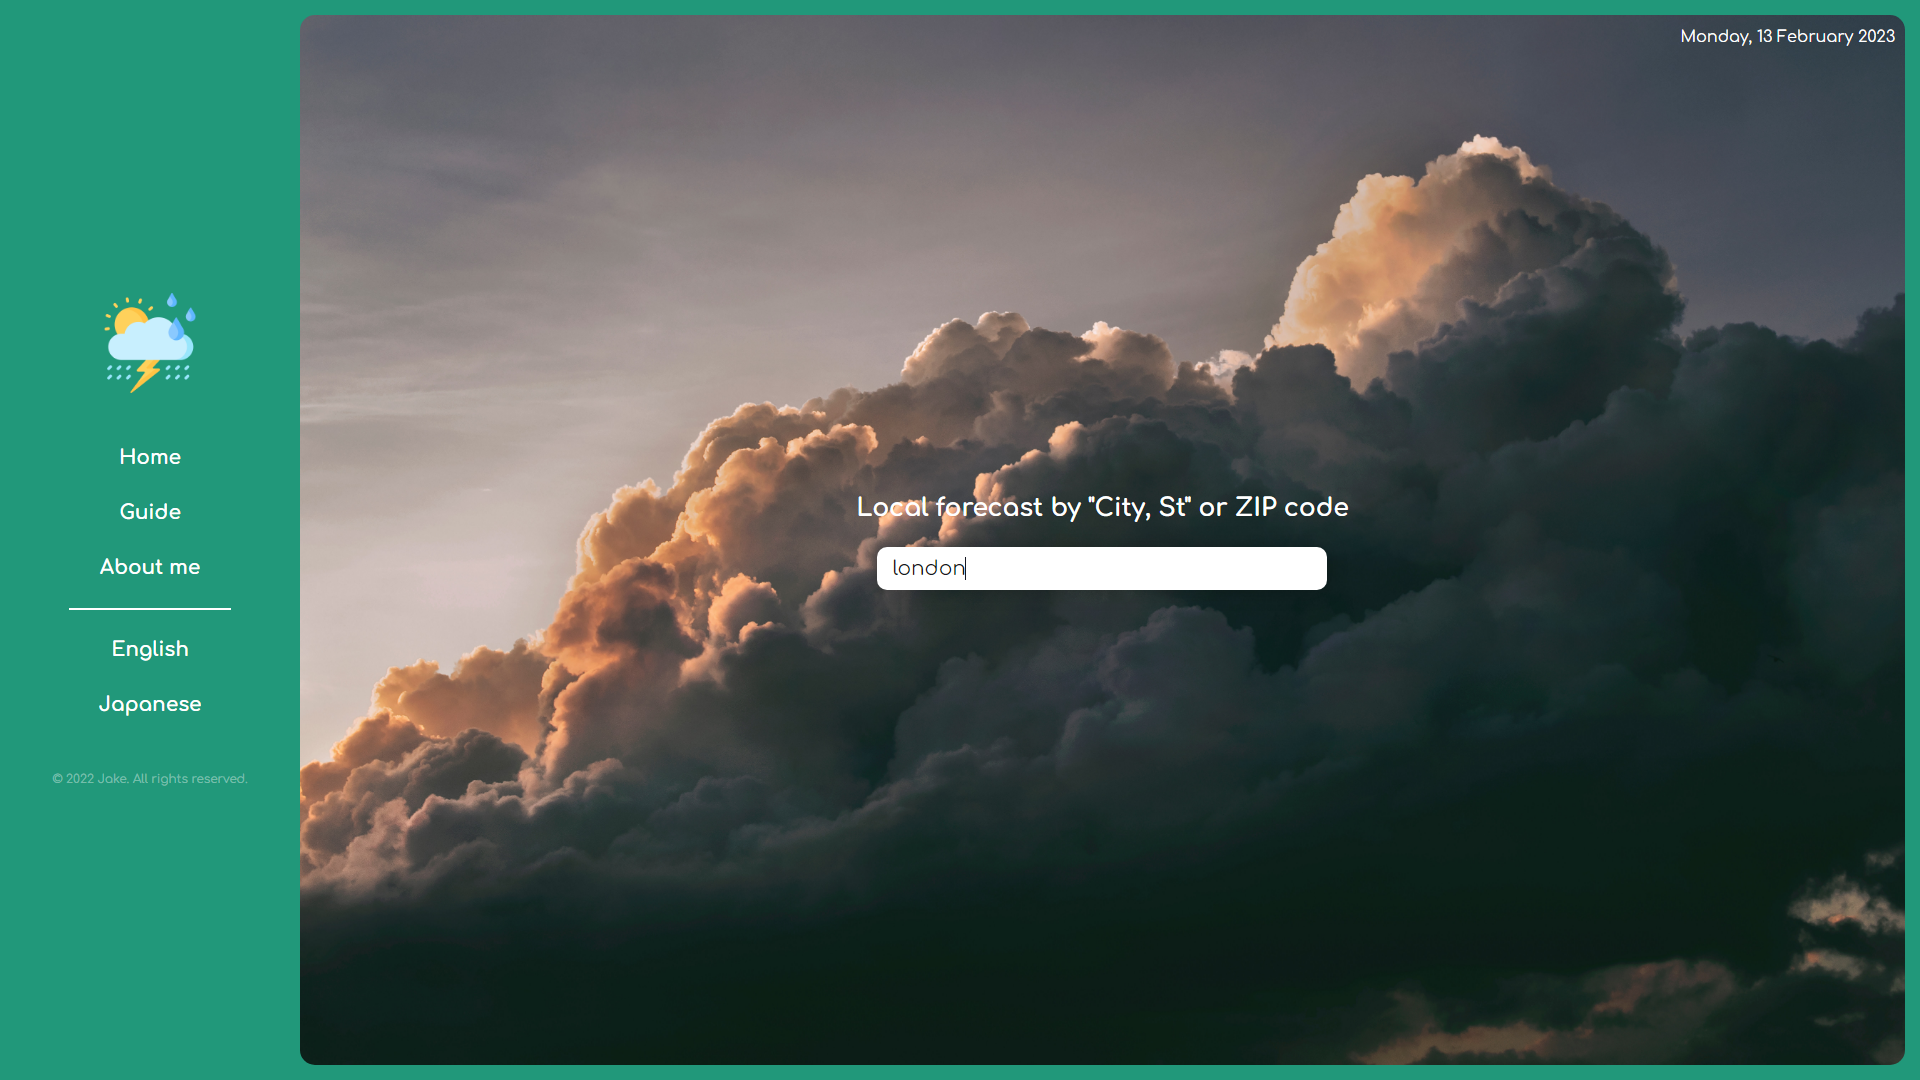 Monday, 13 February 2023
Home
Guide
About me
English
Japanese
© 2022 Jake. All rights reserved.
Local forecast by "City, St" or ZIP code
london